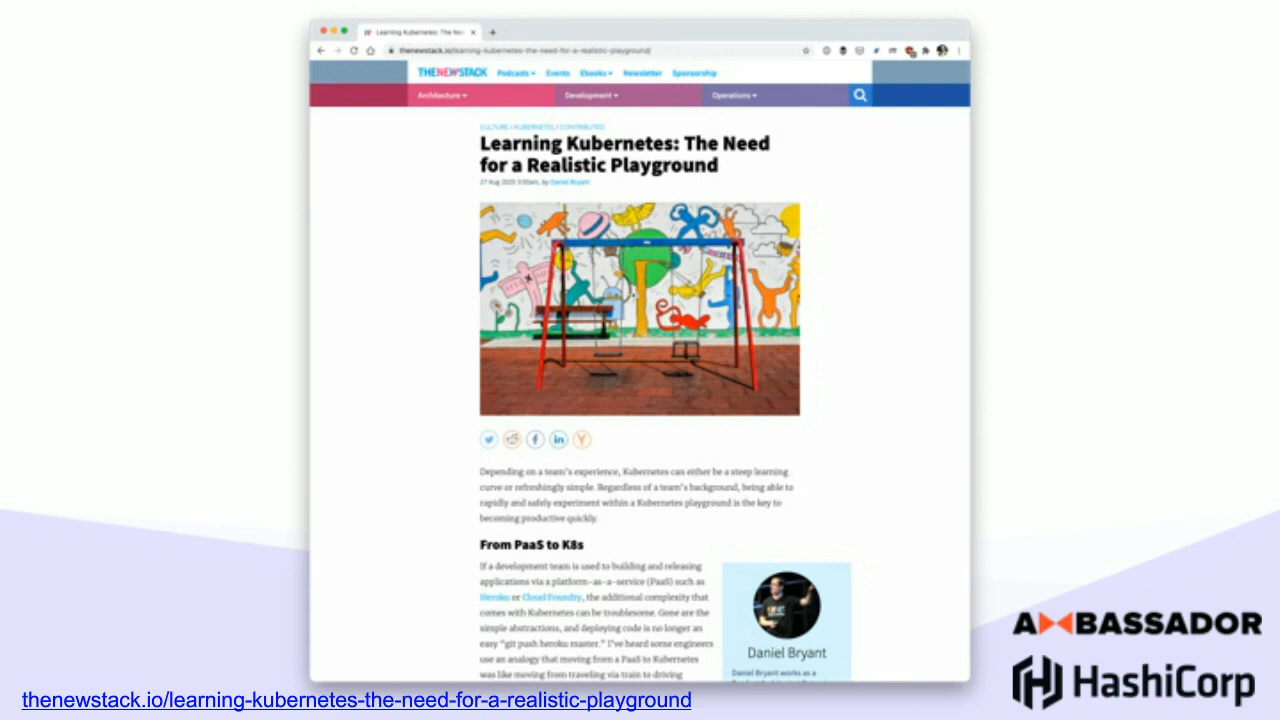 Learning Kubernetes: The Nee
thenewstack.io/learning-kubernetes-the-need-for-a-realistic-playground/
THENEWSTACK Podcasts Events Ebooks Newsletter Sponsorship
Architecture Development Operations
CULTURE / KUBERNETES / CONTRIBUTED
Learning Kubernetes: The Need
for a Realistic Playground
27 Aug 2020 3:00am, by Daniel Bryant
Depending on a team's experience, Kubernetes can either be a steep learning
curve or refreshingly simple. Regardless of a team's background, being able to
rapidly and safely experiment within a Kubernetes playground is the key to
becoming productive quickly.
From PaaS to K8s
If a development team is used to building and releasing
applications via a platform-as-a-service (PaaS) such as
Heroku or Cloud Foundry, the additional complexity that
comes with Kubernetes can be troublesome. Gone are the
simple abstractions, and deploying code is no longer an
easy "git push heroku master." I've heard some engineers
use an analogy that moving from a PaaS to Kubernetes
was like moving from traveling via train to driving
Daniel Bryant
Daniel Bryant works as a
AMBASSADOR
HashiCorp
thenewstack.io/learning-kubernetes-the-need-for-a-realistic-playground